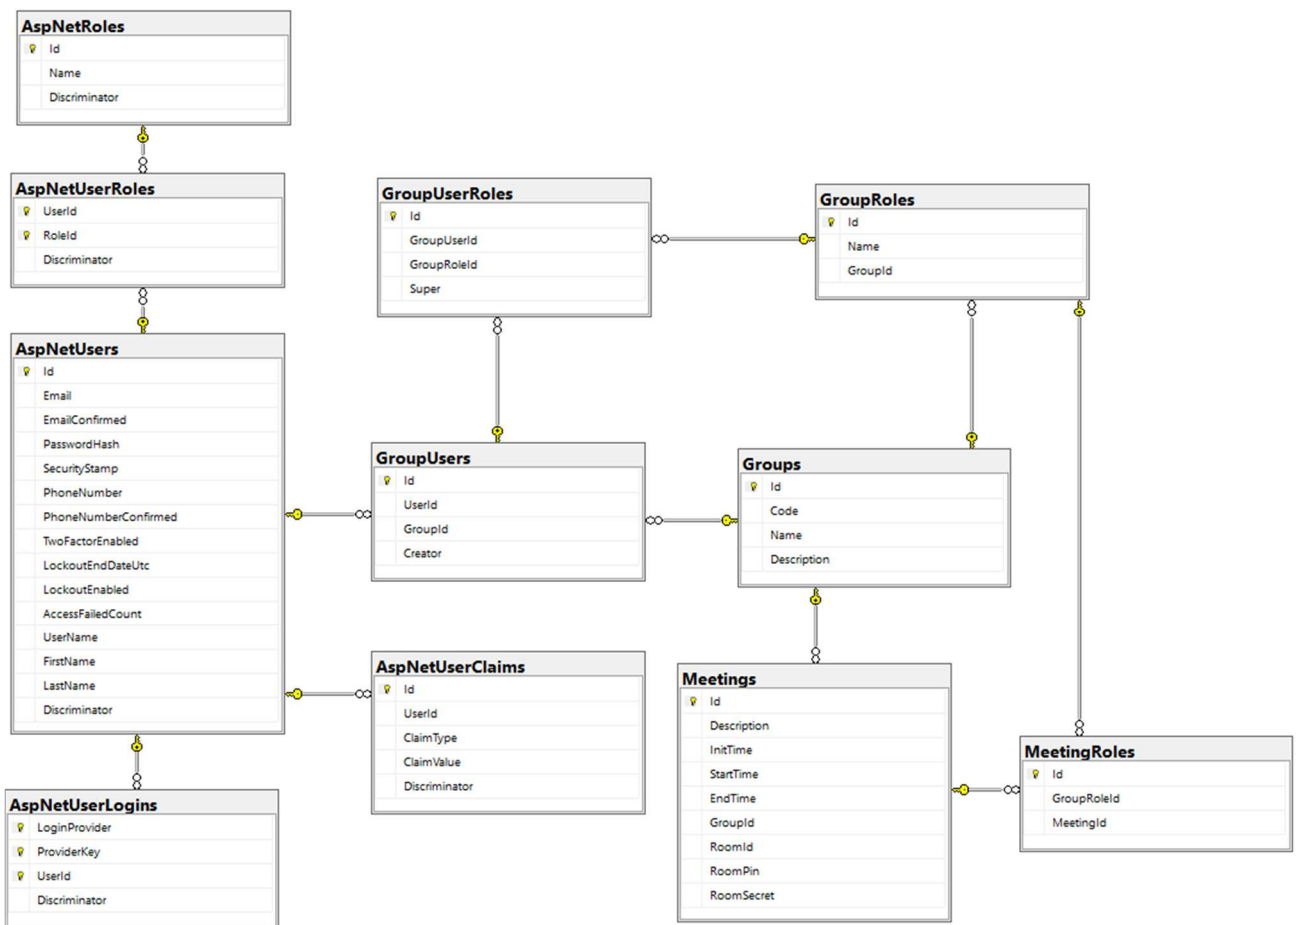 AspNetRoles
Id
Name
Discriminator
AspNetUserRoles
UserId
RoleId
Discriminator
AspNetUsers
Id
Email
EmailConfirmed
PasswordHash
SecurityStamp
PhoneNumber
PhoneNumberConfirmed
TwoFactorEnabled
LockoutEndDateUtc
LockoutEnabled
AccessFailedCount
UserName
FirstName
LastName
Discriminator
AspNetUserLogins
LoginProvider
ProviderKey
UserId
Discriminator
GroupUserRoles
Id
GroupUserId
GroupRoleId
Super
GroupUsers
Id
UserId
GroupId
Creator
AspNetUserClaims
Id
UserId
ClaimType
ClaimValue
Discriminator
GroupRoles
Id
Name
GroupId
Groups
Id
Code
Name
Description
Meetings
Id
Description
InitTime
StartTime
EndTime
GroupId
RoomId
RoomPin
RoomSecret
MeetingRoles
Id
GroupRoleId
MeetingId